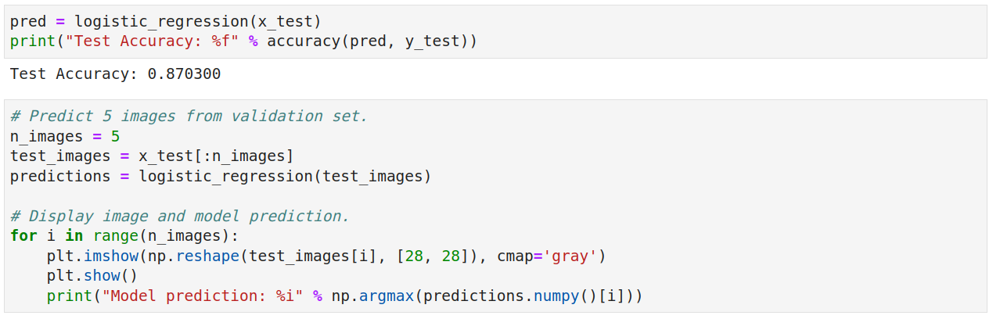 pred = logistic_regression(x_test)
print("Test Accuracy: %f" % accuracy(pred, y_test))
Test Accuracy: 0.870300
# Predict 5 images from validation set.
n_images = 5
test_images = x_test[:n_images]
predictions = logistic_regression(test_images)

# Display image and model prediction.
for i in range(n_images):
    plt.imshow(np.reshape(test_images[i], [28, 28]), cmap='gray')
    plt.show()
    print("Model prediction: %i" % np.argmax(predictions.numpy()[i]))